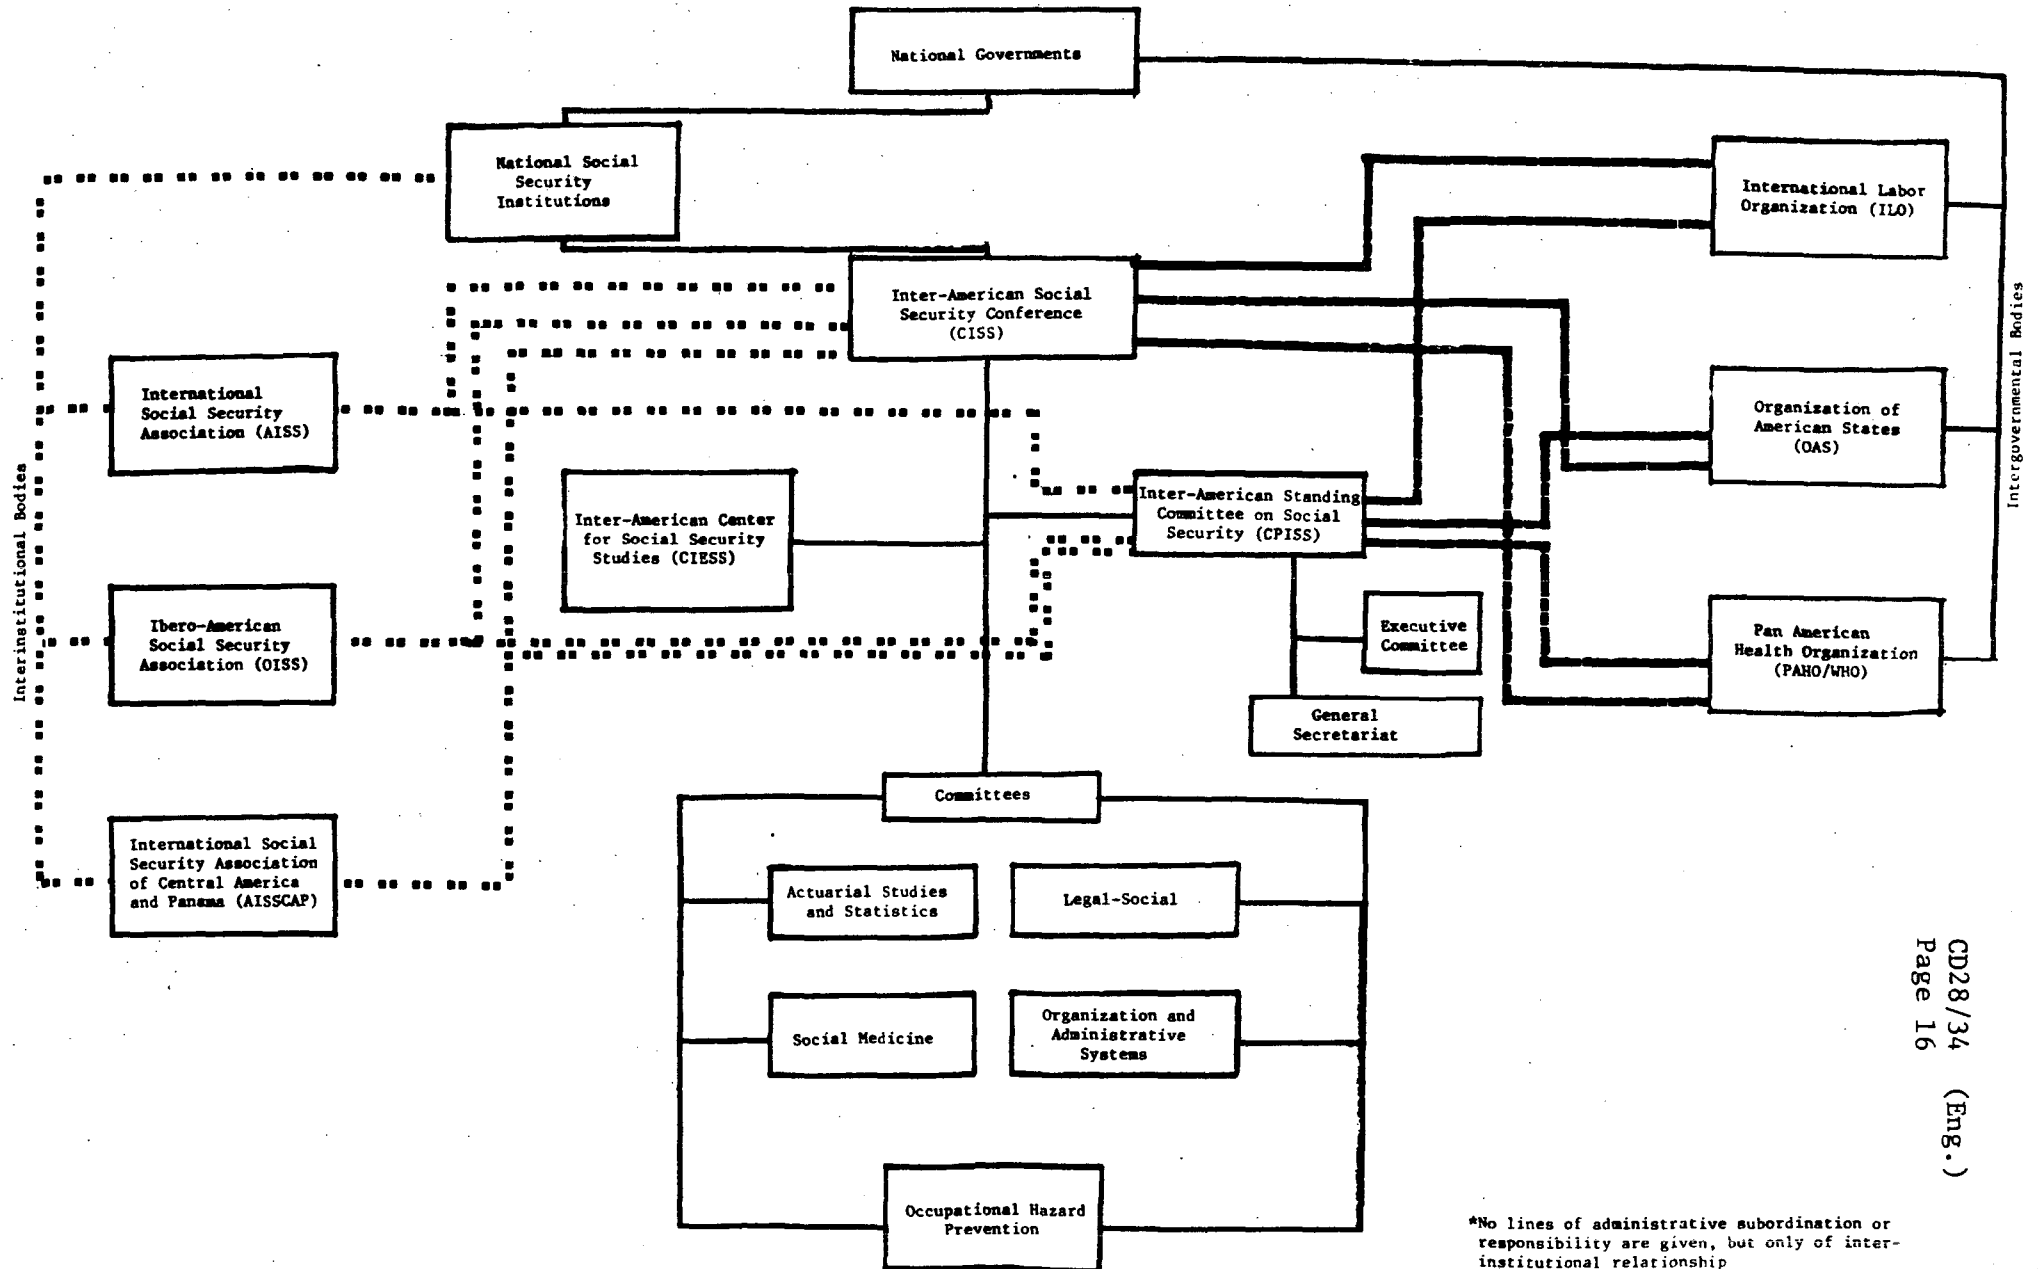 National Governments
National Social
Security
Institutions
International Labor
Organization (ILO)
Inter-American Social
Security Conference
(CISS)
Intergovernmental Bodies
International
Social Security
Association (AISS)
Organization of
American States
(OAS)
Inter-American Center
for Social Security
Studies (CIESS)
Inter-American Standing
Committee on Social
Security (CPISS)
Interinstitutional Bodies
Ibero-American
Social Security
Association (OISS)
Executive
Committee
Pan American
Health Organization
(PAHO/WHO)
General
Secretariat
Committees
International Social
Security Association
of Central America
and Panama (AISSCAP)
Actuarial Studies
and Statistics
Legal-Social
Social Medicine
Organization and
Administrative
Systems
Occupational Hazard
Prevention
CD28/34 (Eng.)
Page 16
*No lines of administrative subordination or
responsibility are given, but only of inter-
institutional relationship